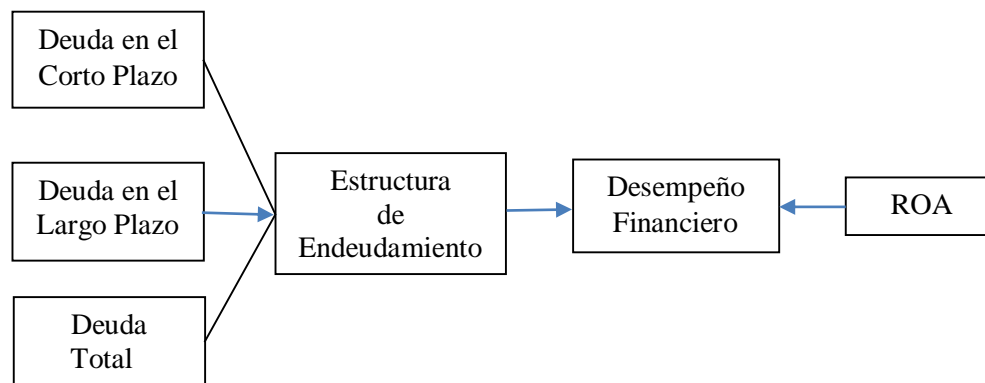 Deuda en el
Corto Plazo
Deuda en el
Largo Plazo
Deuda
Total
Estructura
de
Endeudamiento
Desempeño
Financiero
ROA